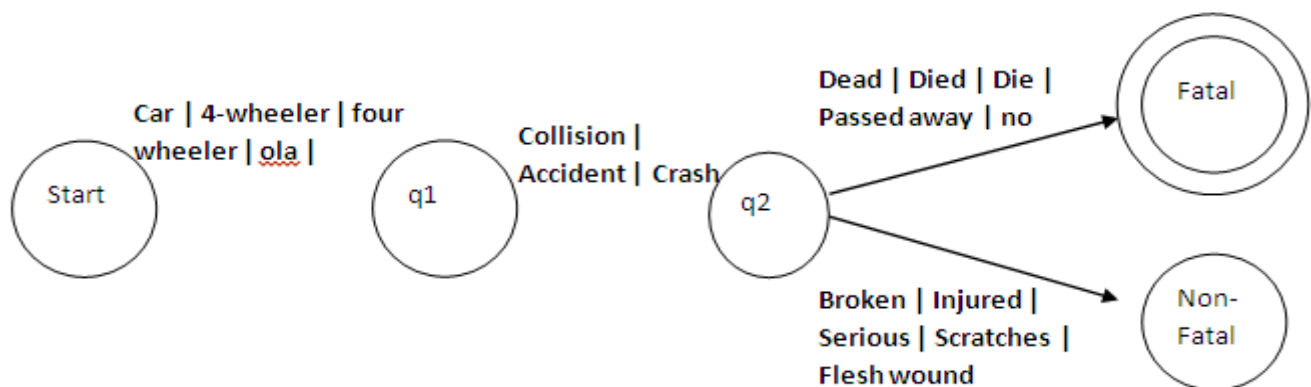 Car | 4-wheeler | four
wheeler | ola |
Start
q1
Collision |
Accident | Crash
q2
Dead | Died | Die |
Passed away | no
Fatal
Broken | Injured |
Serious | Scratches |
Flesh wound
Non-
Fatal